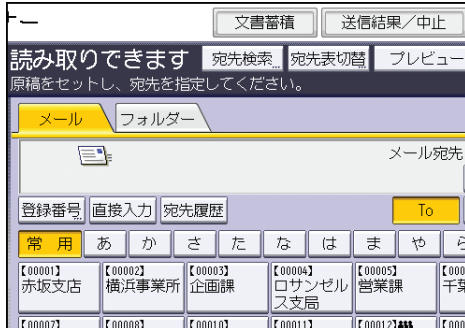 ー
文書蓄積 送信結果／中止
読み取りできます 宛先検索 宛先表切替 プレビュー
原稿をセットし、宛先を指定してください。
メール フォルダー
メール宛先
登録番号 直接入力 宛先履歴 To
常用 あ か さ た な は ま や ら
【00001】 【00002】 【00003】 【00004】 【00005】 【000
赤坂支店 横浜事業所 企画課 ロサンゼル 営業課 千葉
ス支局
【00007】 【00008】 【00010】 【00011】 【00012】